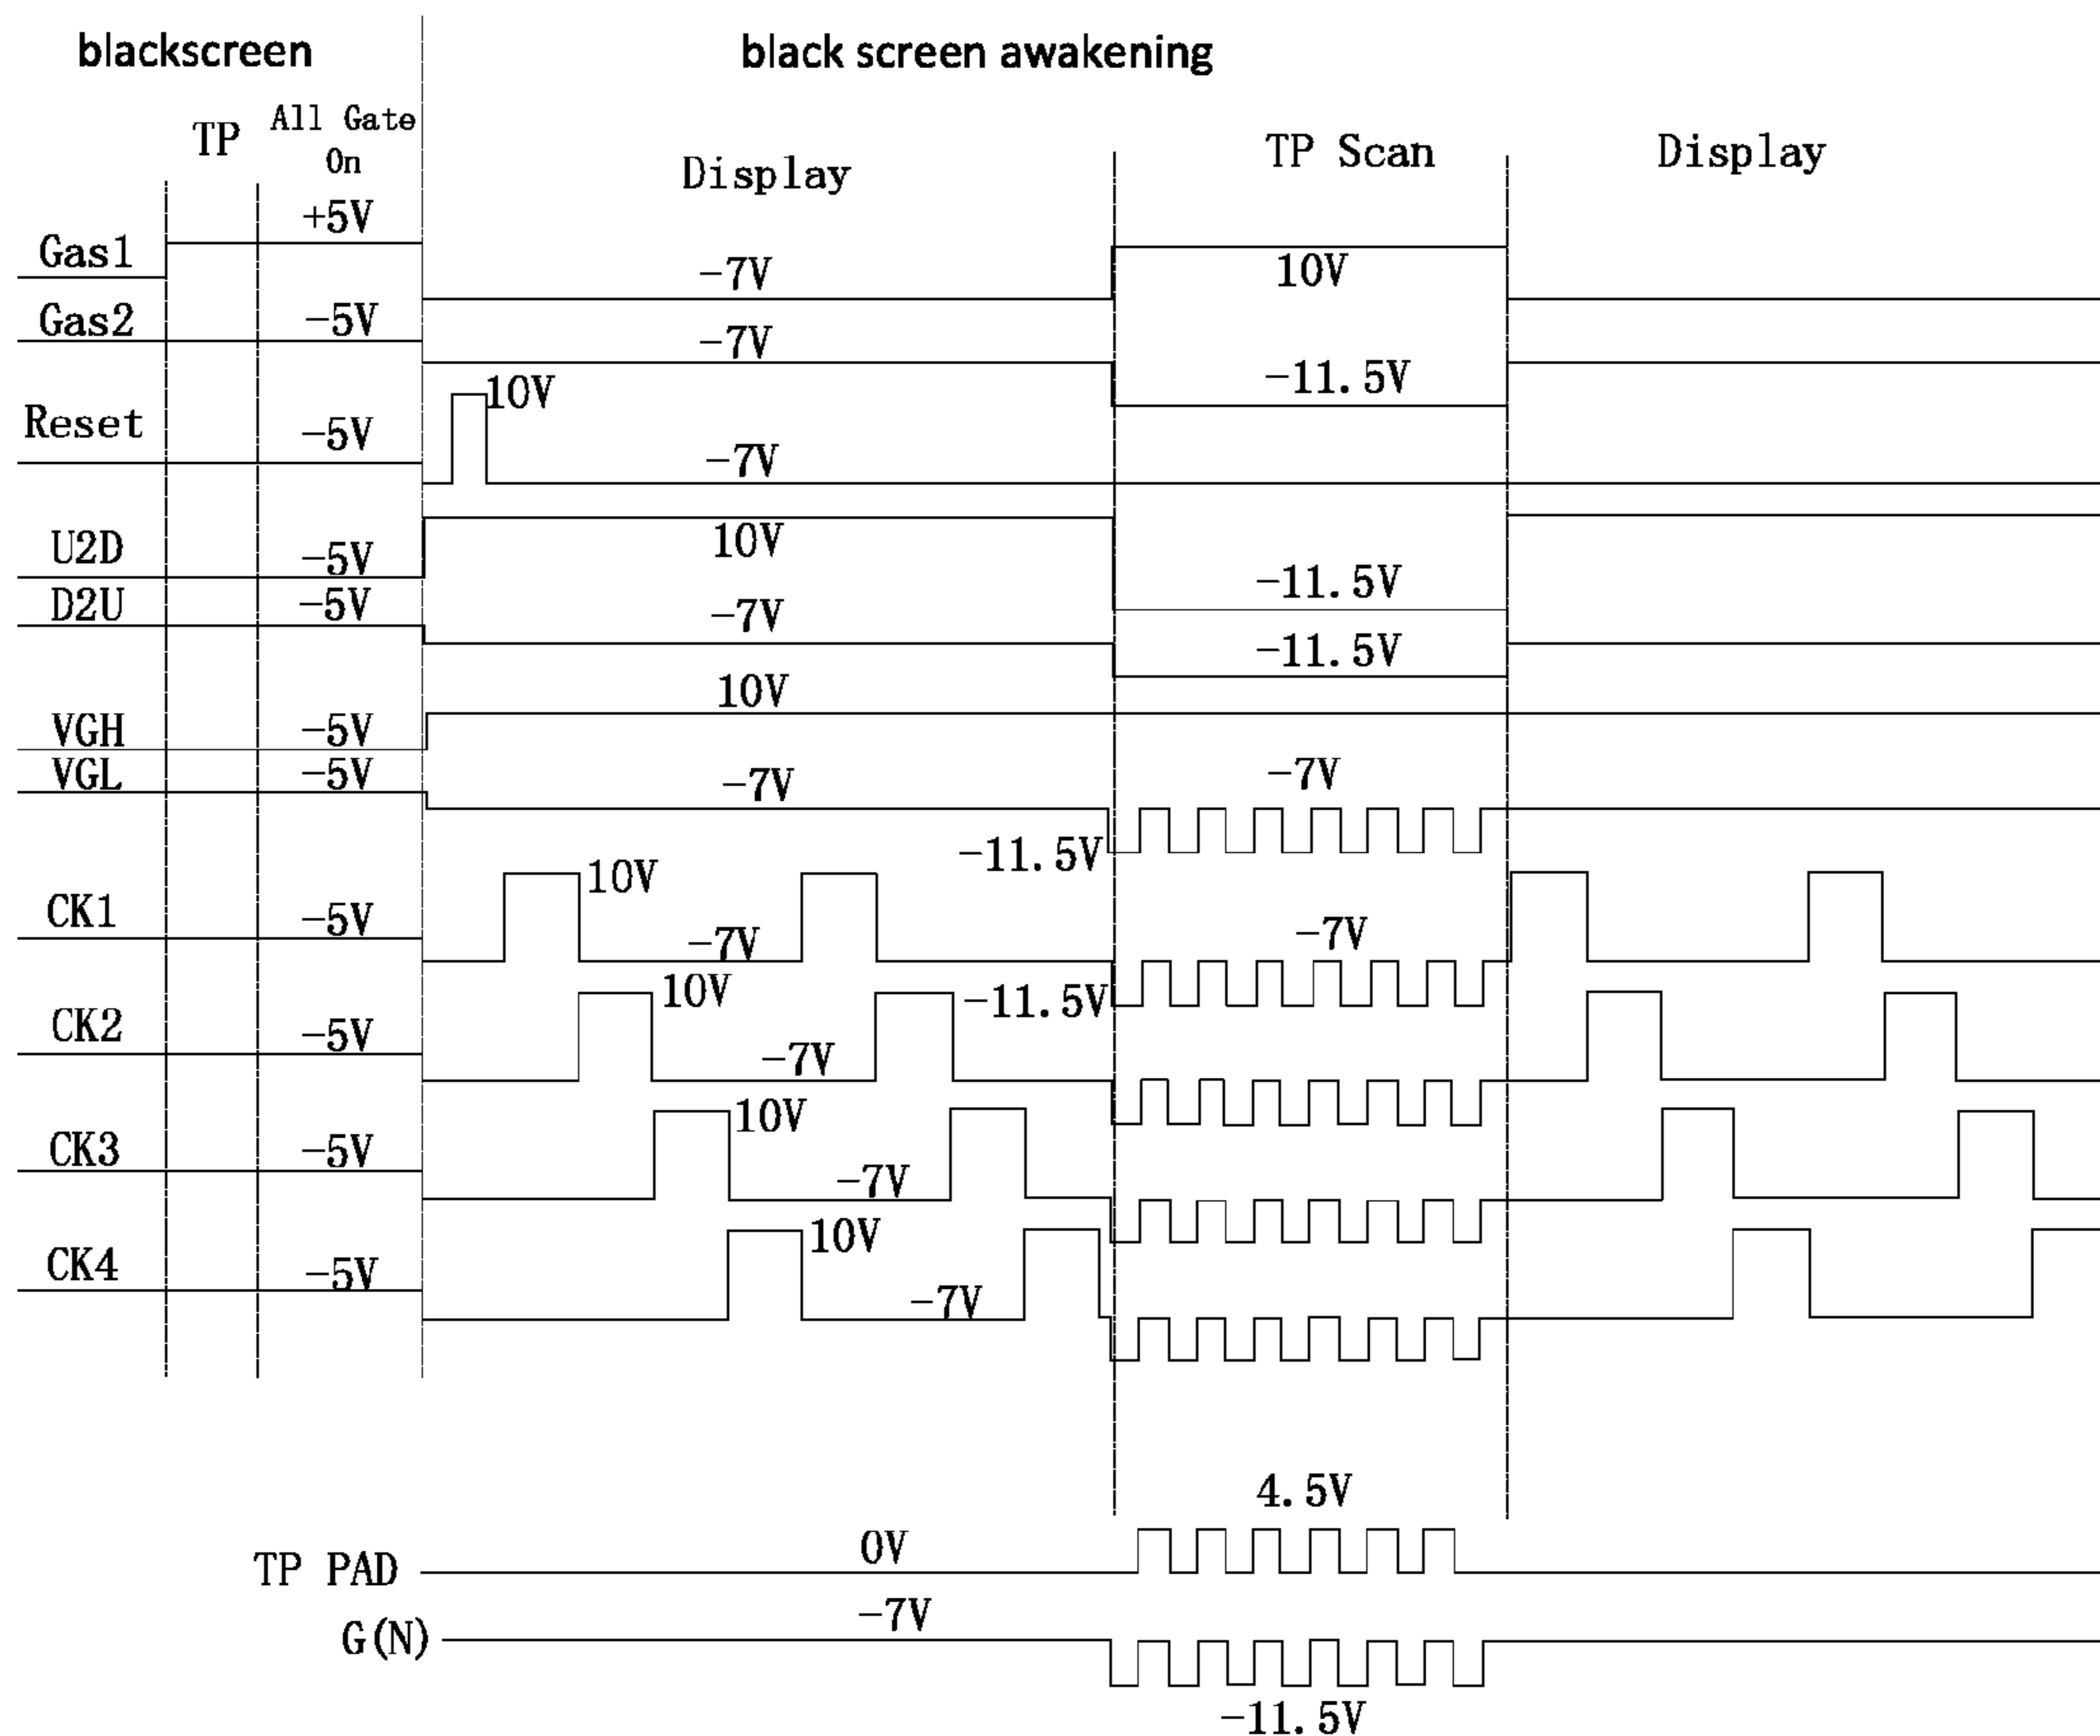 blackscreen
black screen awakening
TP
All Gate
On
Display
TP Scan
Display
Gas1
+5V
-7V
10V
Gas2
-5V
-7V
-11.5V
Reset
-5V
10V
-7V
U2D
-5V
10V
-11.5V
D2U
-5V
-7V
-11.5V
VGH
-5V
10V
VGL
-5V
-7V
-11.5V
-7V
CK1
-5V
10V
-7V
-11.5V
-7V
CK2
-5V
10V
-7V
CK3
-5V
10V
-7V
CK4
-5V
10V
-7V
TP PAD
0V
4.5V
G(N)
-7V
-11.5V